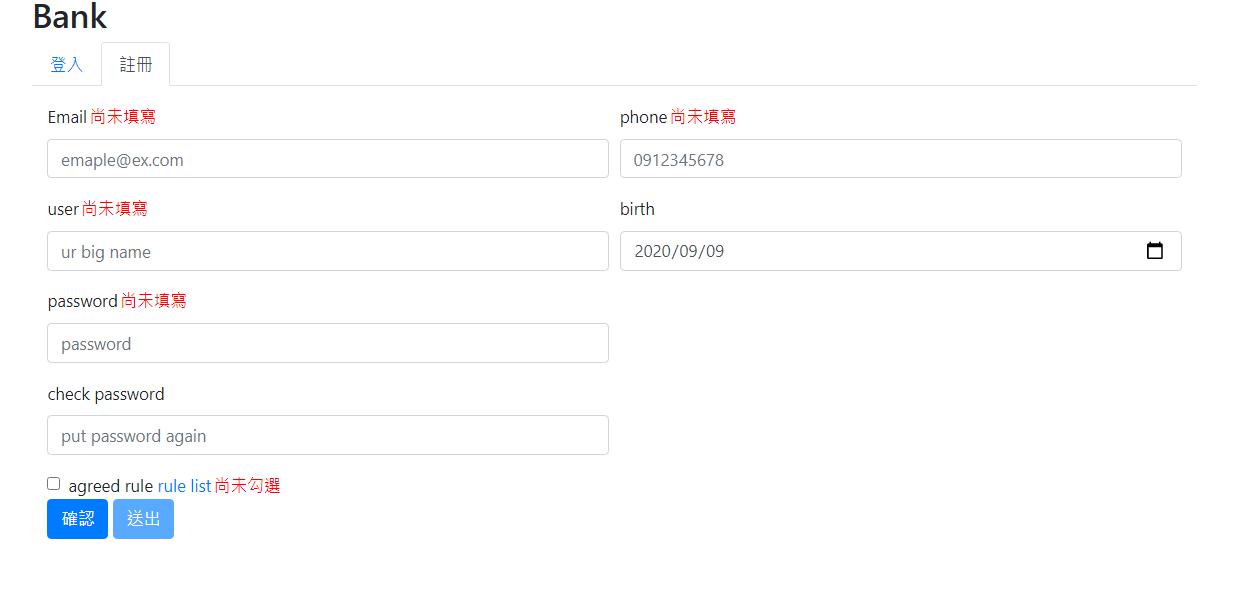 Bank
登入 註冊
Email 尚未填寫 phone 尚未填寫
emaple@ex.com 0912345678
user 尚未填寫 birth
ur big name 2020/09/09
password 尚未填寫
password
check password
put password again
agreed rule rule list 尚未勾選
確認 送出